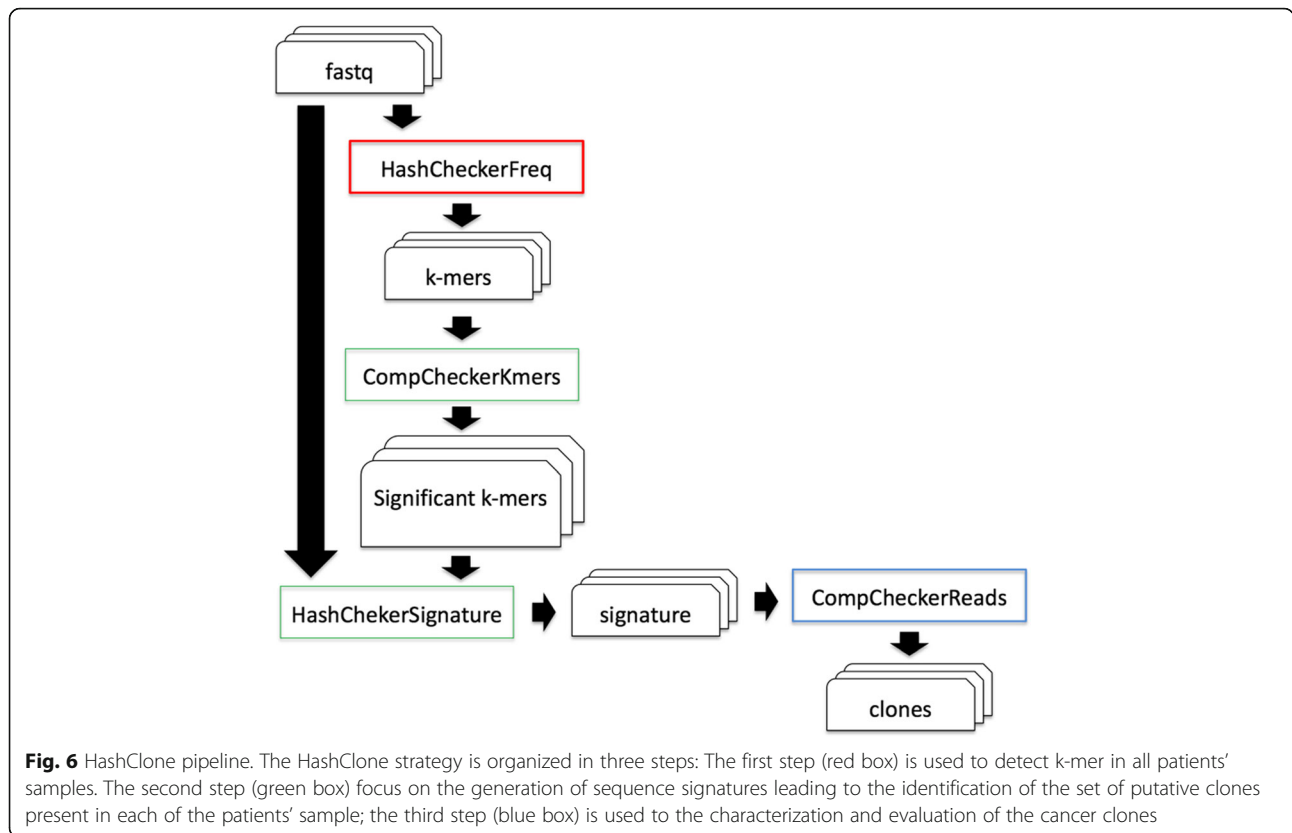 fastq
HashCheckerFreq
k-mers
CompCheckerKmers
Significant k-mers
HashChekerSignature
signature
CompCheckerReads
clones
Fig. 6 HashClone pipeline. The HashClone strategy is organized in three steps: The first step (red box) is used to detect k-mer in all patients’
samples. The second step (green box) focus on the generation of sequence signatures leading to the identification of the set of putative clones
present in each of the patients’ sample; the third step (blue box) is used to the characterization and evaluation of the cancer clones